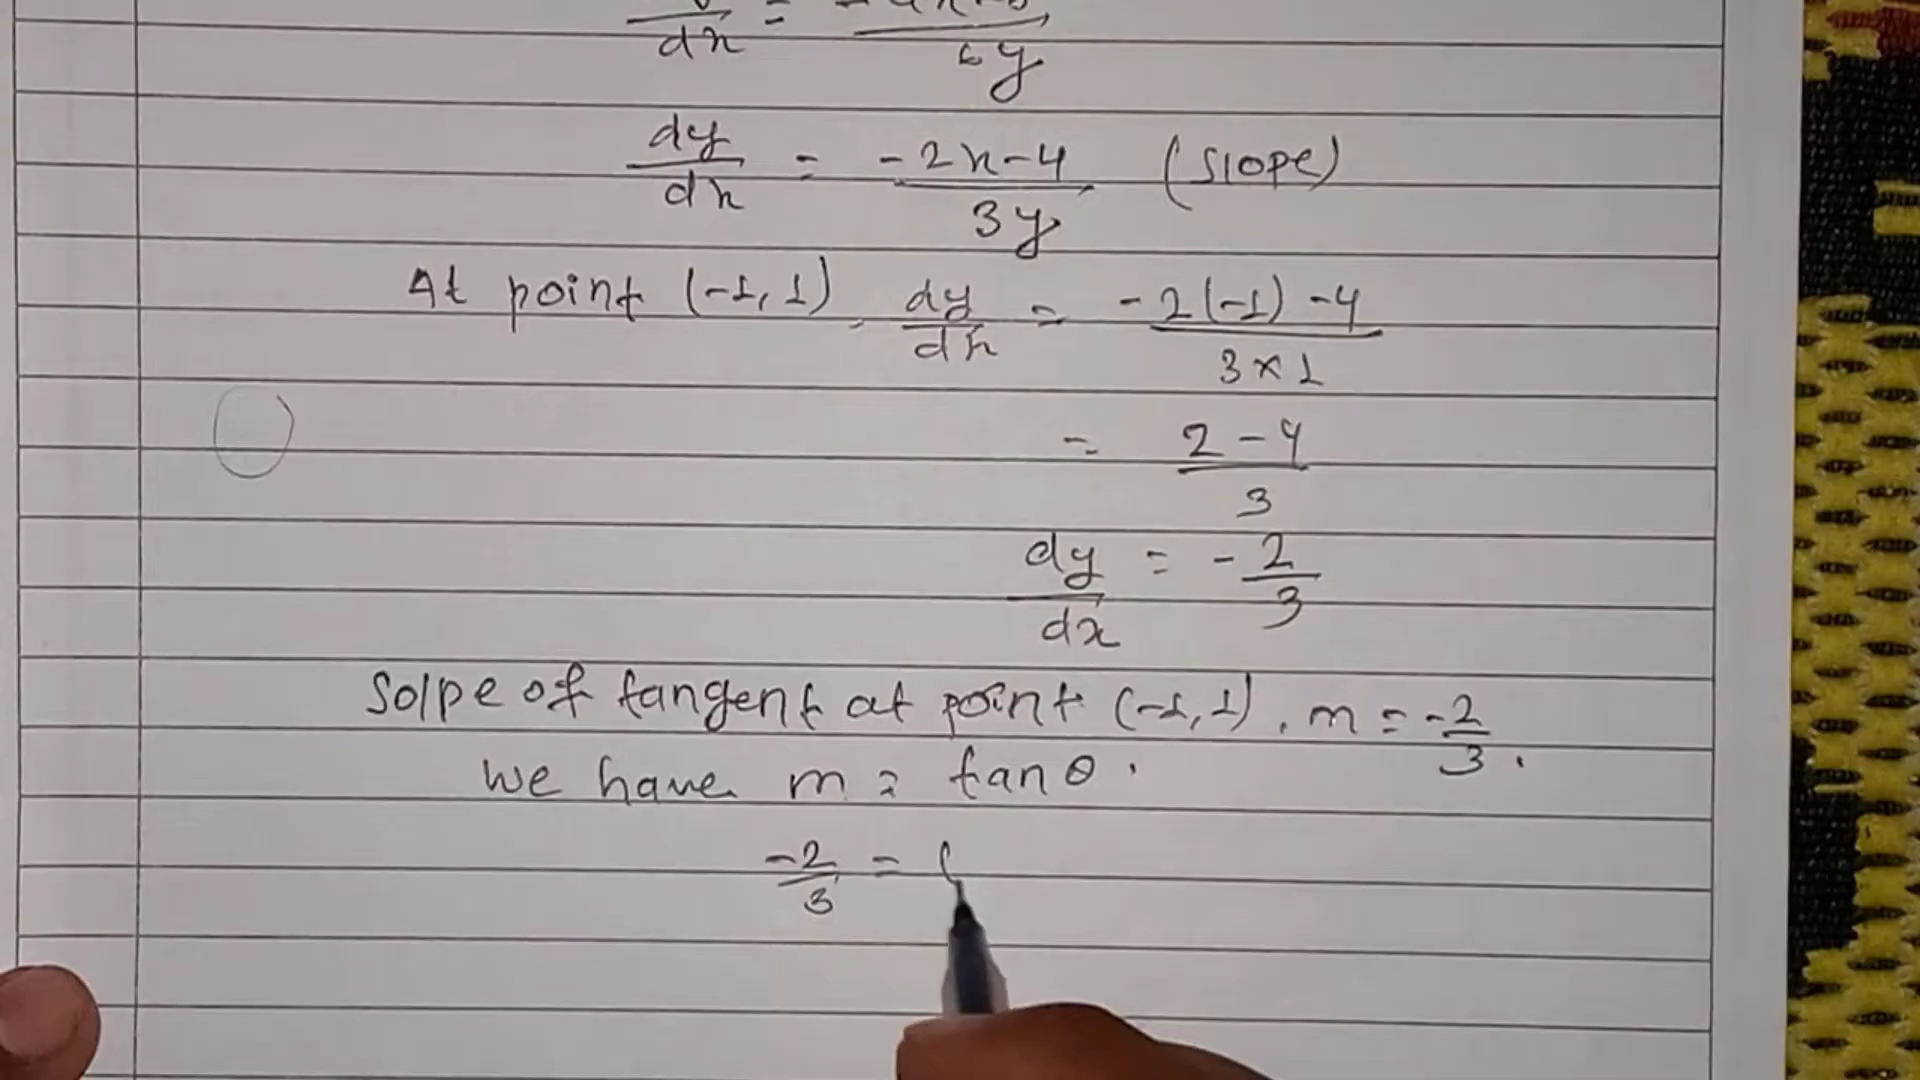 dx = 6y
dy/dx = -2x-4/3y (Slope)
At point (-1,1) dy/dx = -2(-1)-4/3×1
= 2-4/3
dy/dx = -2/3
Solpe of tangent at point (-1,1), m = -2/3.
We have m = tanθ.
-2/3 =